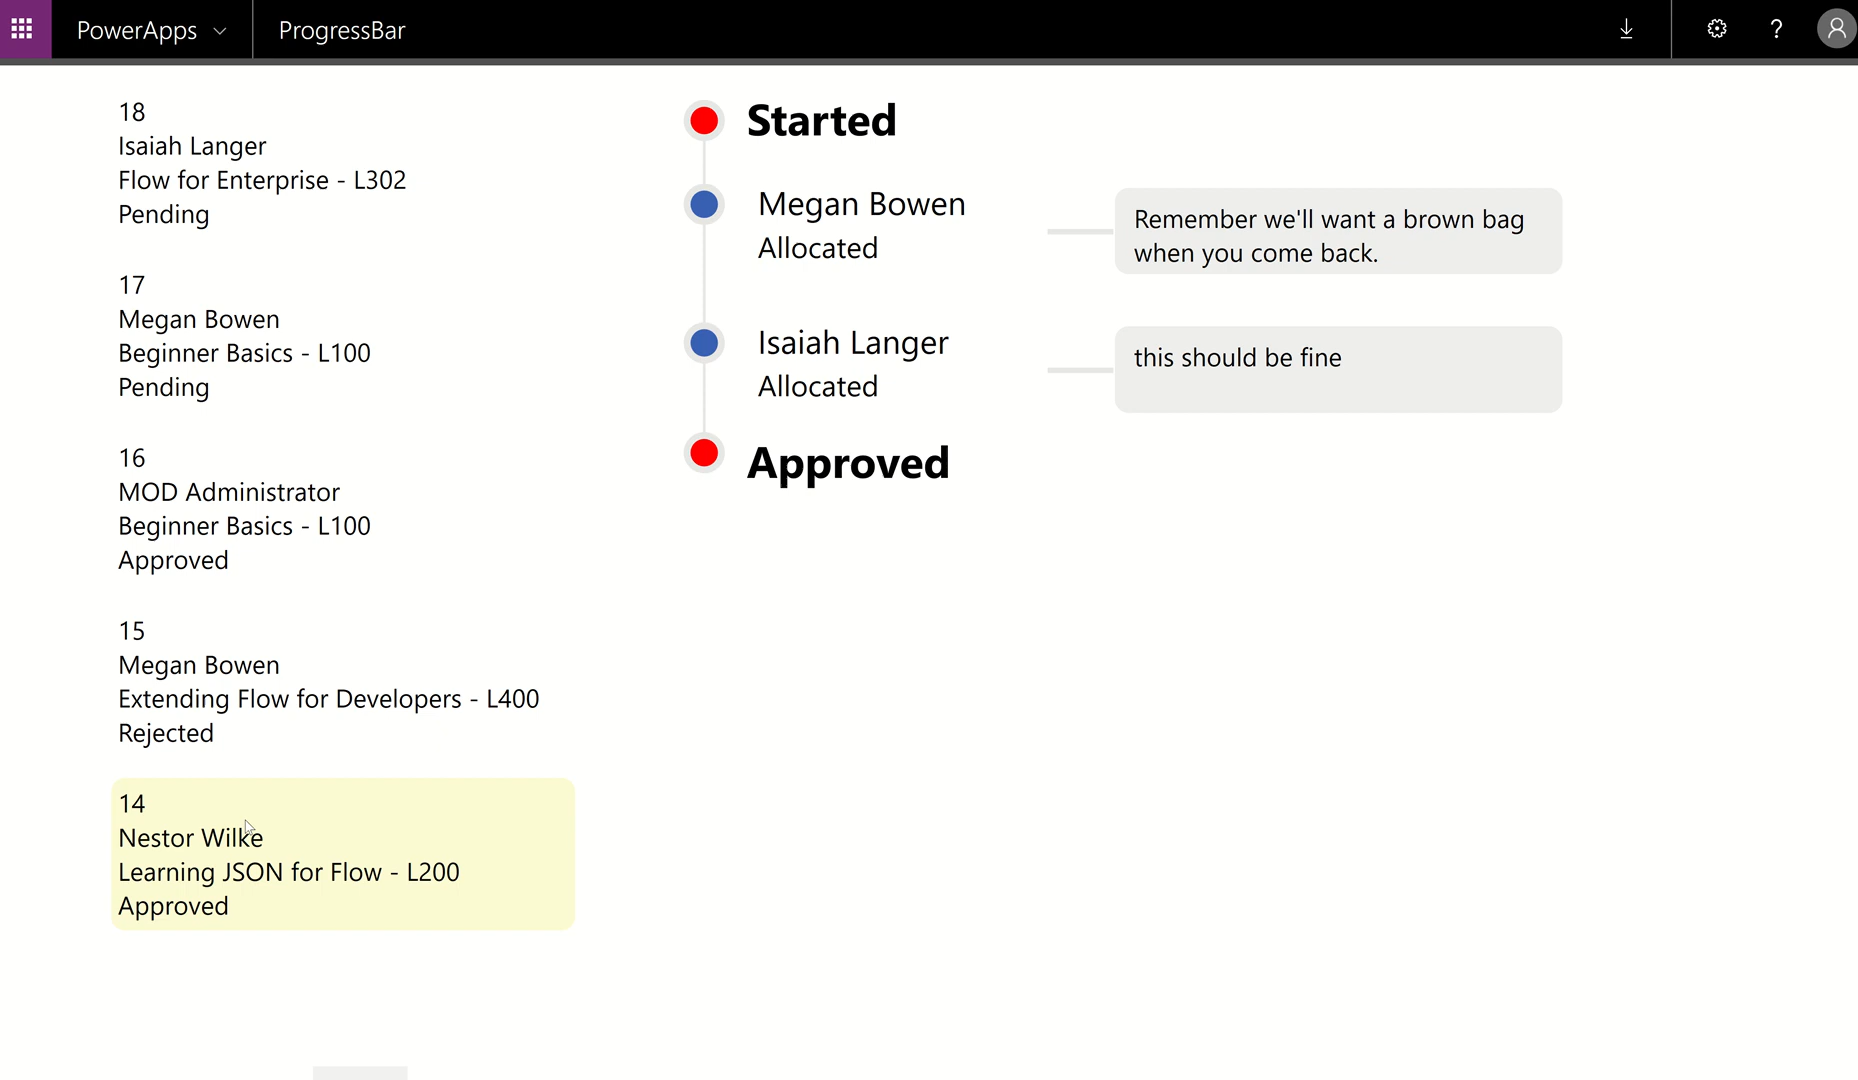 PowerApps
ProgressBar
?
18
Isaiah Langer
Flow for Enterprise - L302
Pending
17
Megan Bowen
Beginner Basics - L100
Pending
16
MOD Administrator
Beginner Basics - L100
Approved
15
Megan Bowen
Extending Flow for Developers - L400
Rejected
14
Nestor Wilke
Learning JSON for Flow - L200
Approved
Started
Megan Bowen
Allocated
Remember we'll want a brown bag
when you come back.
Isaiah Langer
Allocated
this should be fine
Approved